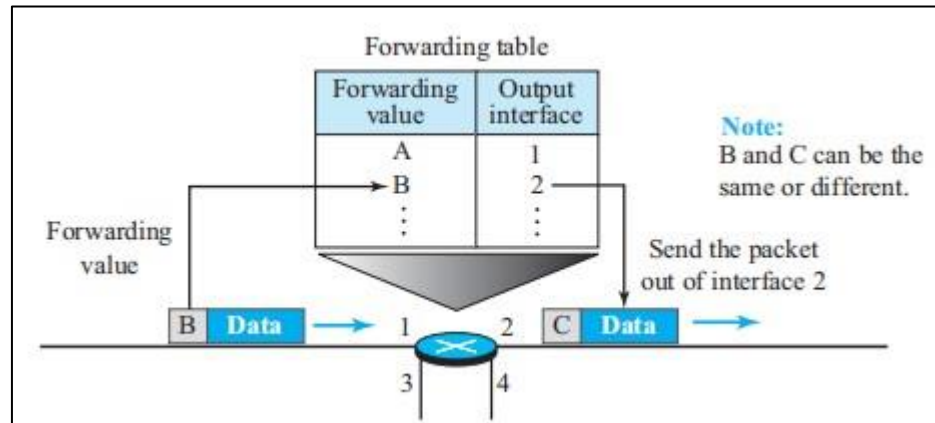 Forwarding table
Forwarding value
Output interface
A 1
B 2
Note:
B and C can be the
same or different.
Forwarding
value
Send the packet
out of interface 2
B Data
1 2
C Data
3 4